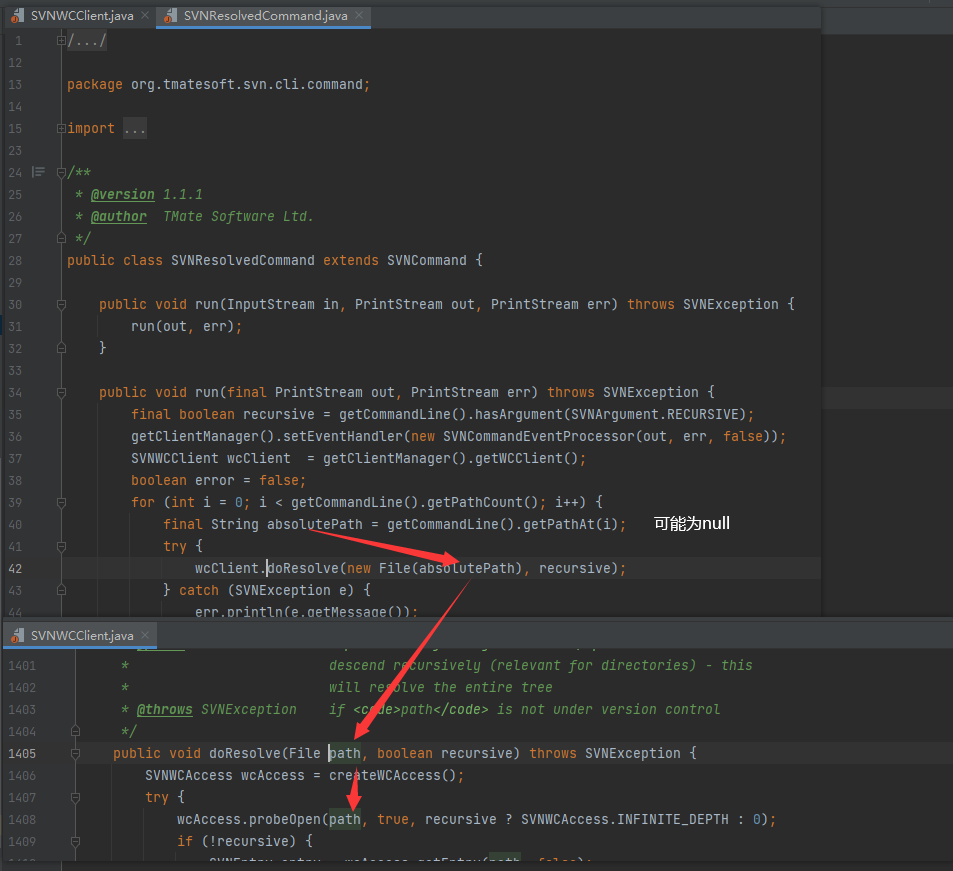 SVNWCClient.java
SVNResolvedCommand.java
1 /.../
12
13 package org.tmatesoft.svn.cli.command;
14
15 import ...
23
24 /**
25 * @version 1.1.1
26 * @author TMate Software Ltd.
27 */
28 public class SVNResolvedCommand extends SVNCommand {
29
30 public void run(InputStream in, PrintStream out, PrintStream err) throws SVNException {
31 run(out, err);
32 }
33
34 public void run(final PrintStream out, PrintStream err) throws SVNException {
35 final boolean recursive = getCommandLine().hasArgument(SVNArgument.RECURSIVE);
36 getClientManager().setEventHandler(new SVNCommandEventProcessor(out, err, false));
37 SVNWCClient wcClient = getClientManager().getWCClient();
38 boolean error = false;
39 for (int i = 0; i < getCommandLine().getPathCount(); i++) {
40 final String absolutePath = getCommandLine().getPathAt(i); 可能为null
41 try {
42 wcClient.doResolve(new File(absolutePath), recursive);
43 } catch (SVNException e) {
44 err.println(e.getMessage());
SVNWCClient.java
1401 * descend recursively (relevant for directories) - this
1402 * will resolve the entire tree
1403 * @throws SVNException if <code>path</code> is not under version control
1404 */
1405 public void doResolve(File path, boolean recursive) throws SVNException {
1406 SVNWCAccess wcAccess = createWCAccess();
1407 try {
1408 wcAccess.probeOpen(path, true, recursive ? SVNWCAccess.INFINITE_DEPTH : 0);
1409 if (!recursive) {